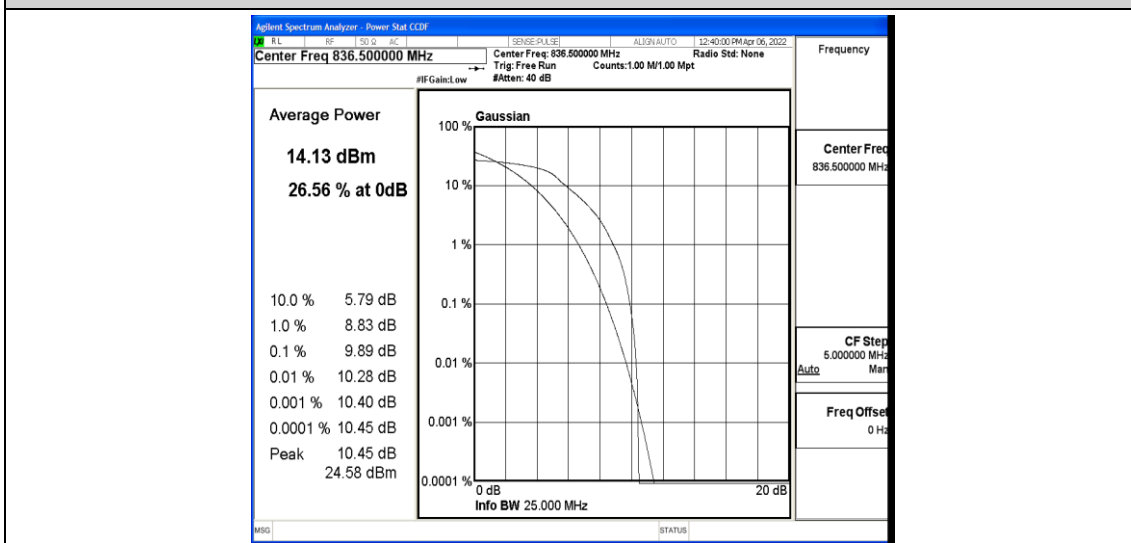 Agilent Spectrum Analyzer - Power Stat CCDF
RL RF 50 Ω AC SENSE:PULSE ALIGN AUTO 12:40:00 PM Apr 06, 2022
Center Freq 836.500000 MHz
Center Freq: 836.500000 MHz Radio Std: None
Trig: Free Run Counts:1.00 M/1.00 Mpt
#IFGain:Low #Atten: 40 dB
Frequency
Average Power
14.13 dBm
26.56 % at 0dB
10.0 % 5.79 dB
1.0 % 8.83 dB
0.1 % 9.89 dB
0.01 % 10.28 dB
0.001 % 10.40 dB
0.0001 % 10.45 dB
Peak 10.45 dB
24.58 dBm
Gaussian
100 %
10 %
1 %
0.1 %
0.01 %
0.001 %
0.0001 %
0 dB 20 dB
Info BW 25.000 MHz
Center Freq
836.500000 MHz
CF Step
5.000000 MHz
Auto Man
Freq Offset
0 Hz
MSG STATUS